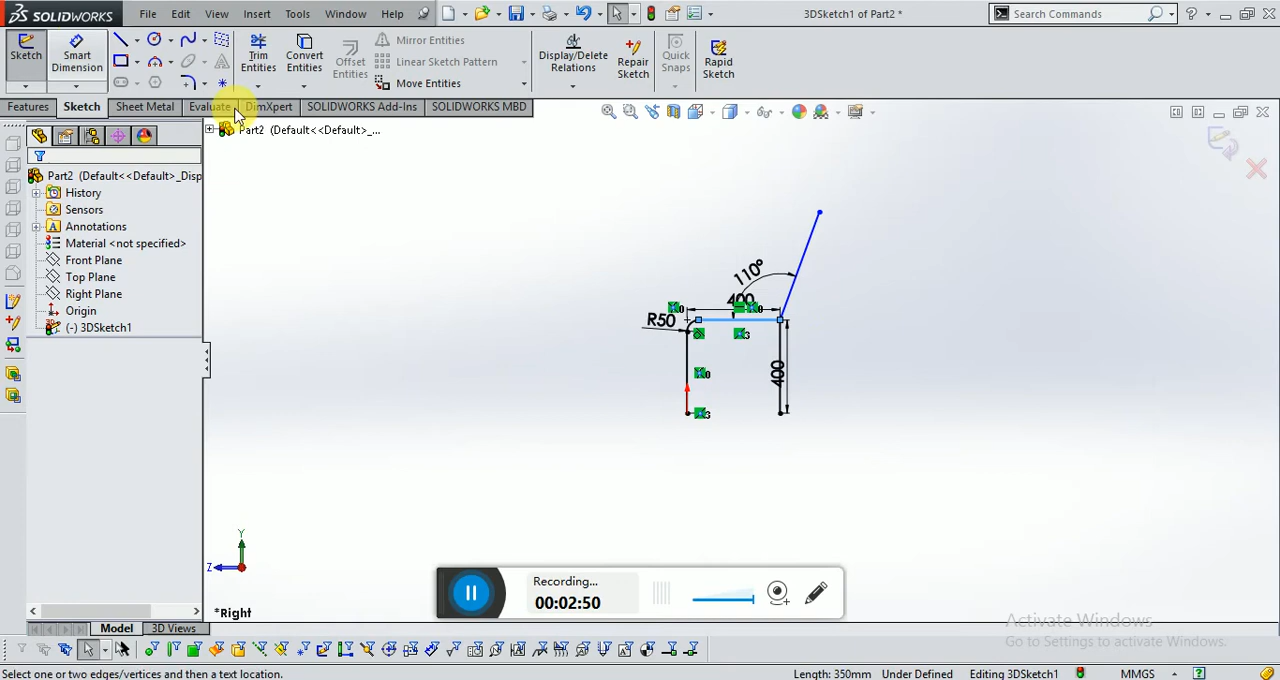 SOLIDWORKS
File
Edit
View
Insert
Tools
Window
Help
3DSketch1 of Part2 *
Search Commands
Sketch
Smart Dimension
Trim Entities
Convert Entities
Offset Entities
Mirror Entities
Linear Sketch Pattern
Move Entities
Display/Delete Relations
Repair Sketch
Quick Snaps
Rapid Sketch
Features
Sketch
Sheet Metal
Evaluate
DimXpert
SOLIDWORKS Add-Ins
SOLIDWORKS MBD
Part2 (Default<<Default>_...
Part2 (Default<<Default>_Disp
History
Sensors
Annotations
Material <not specified>
Front Plane
Top Plane
Right Plane
Origin
(-) 3DSketch1
110°
400
R50
400
Y
Z
*Right
Recording...
00:02:50
Activate Windows
Go to Settings to activate Windows.
Model
3D Views
Select one or two edges/vertices and then a text location.
Length: 350mm
Under Defined
Editing 3DSketch1
MMGS